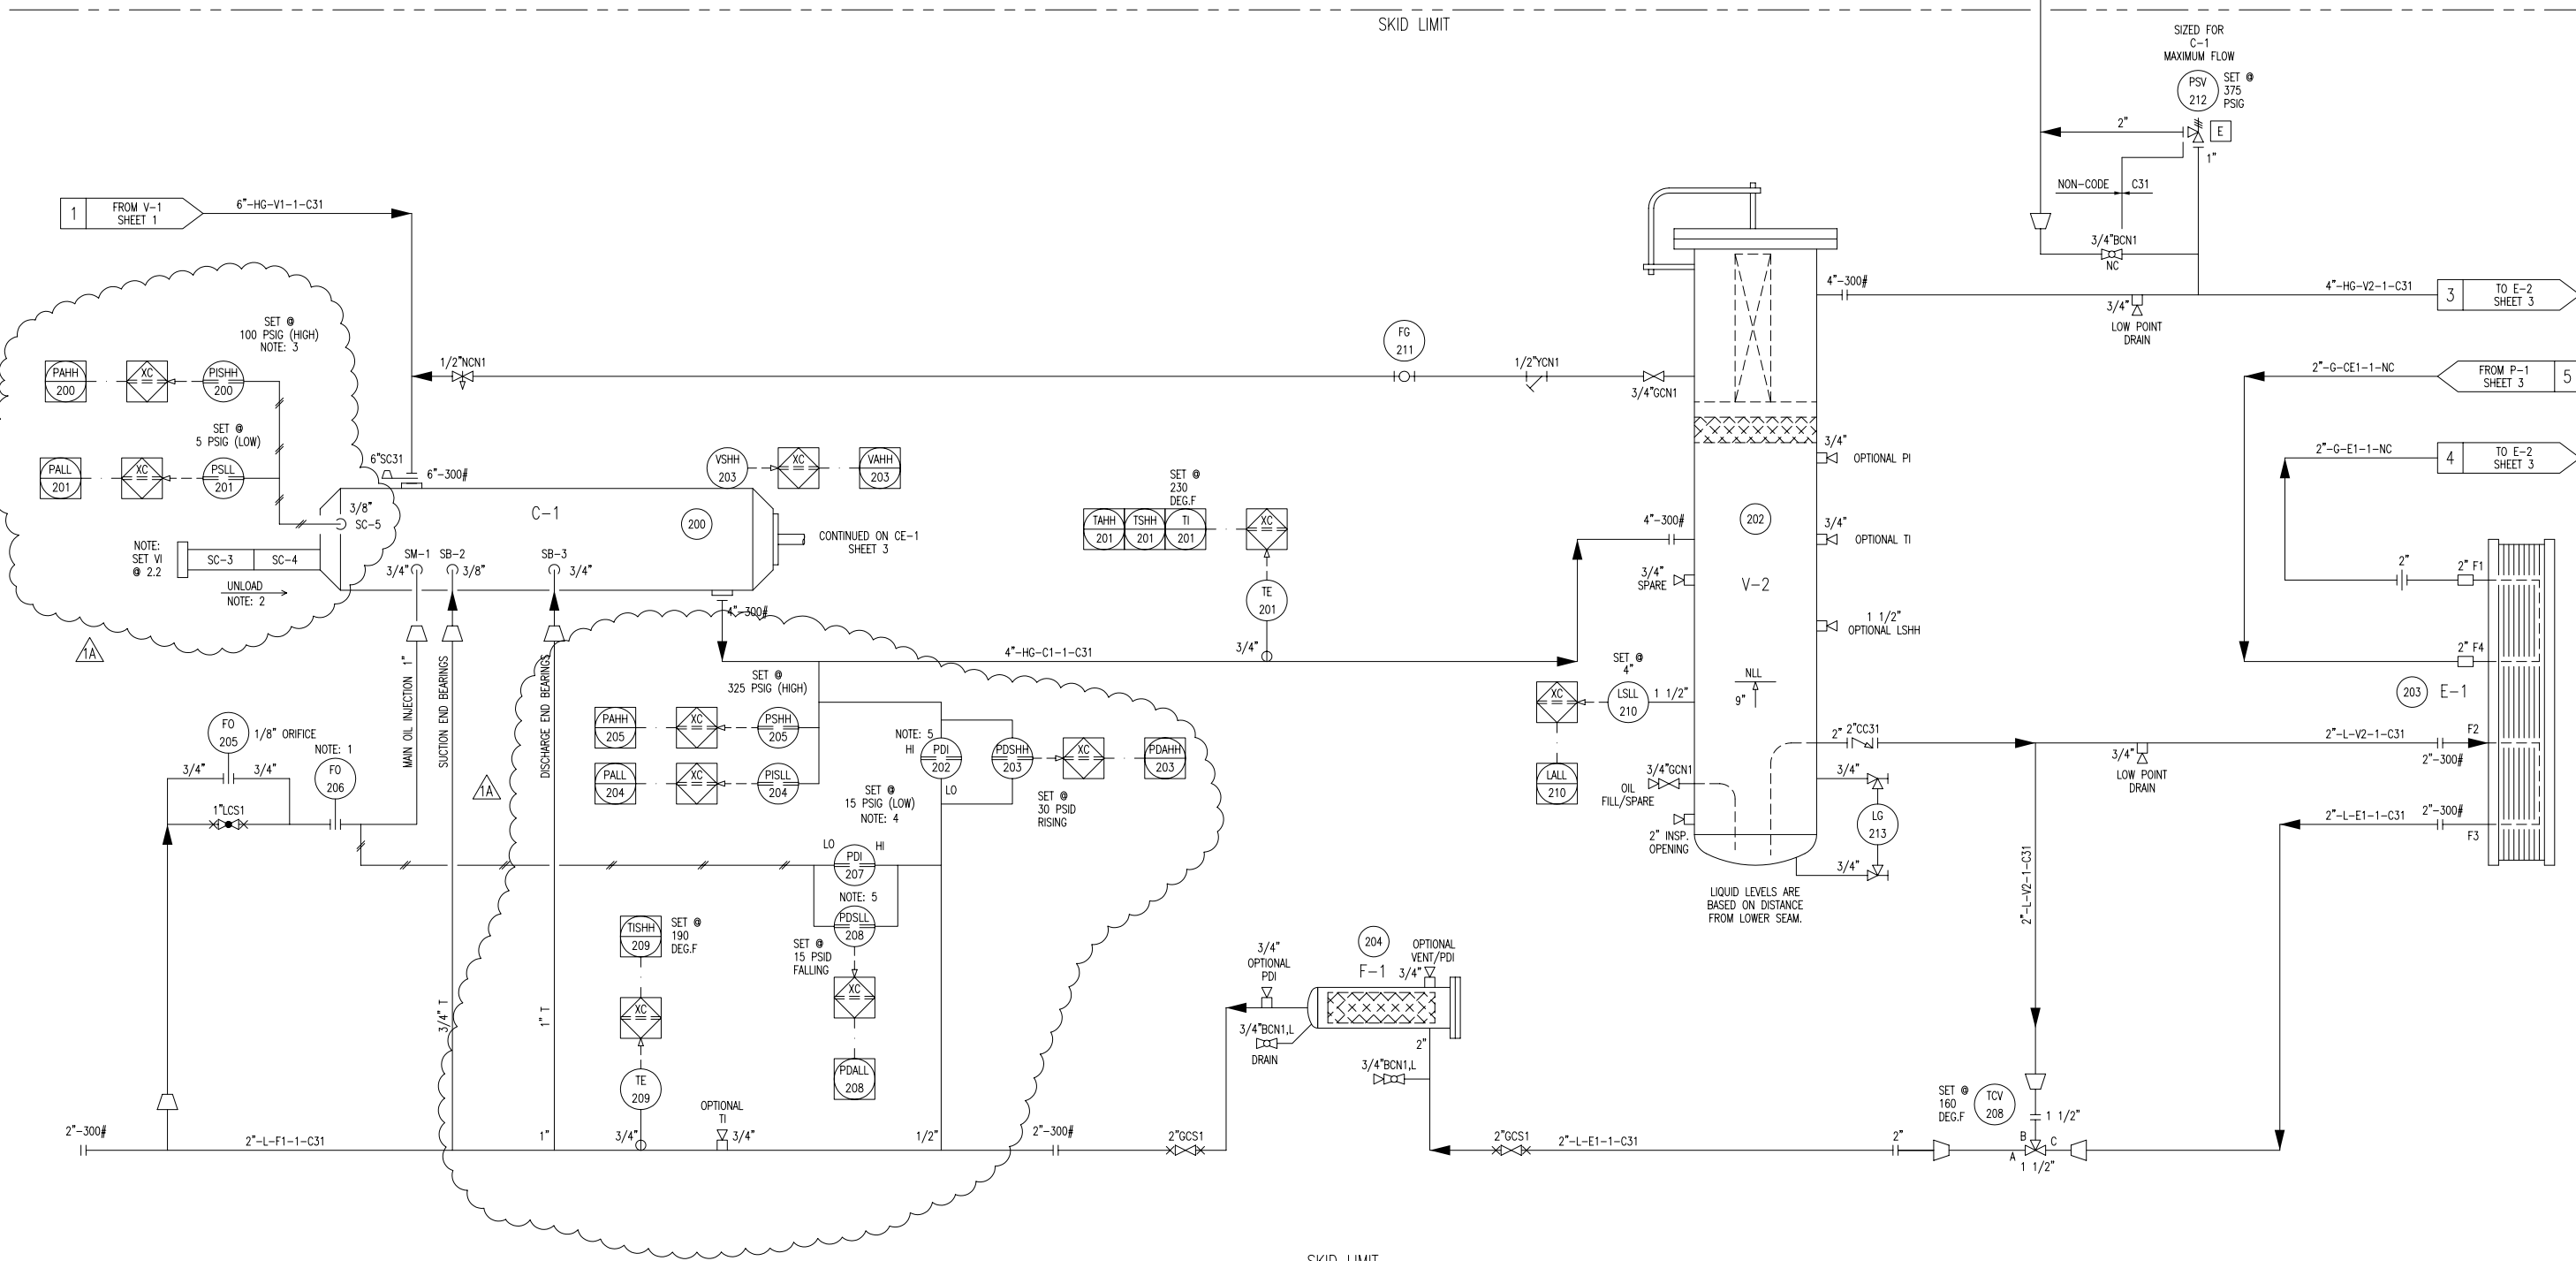 SKID LIMIT
SIZED FOR
C-1
MAXIMUM FLOW
PSV
212
SET @
375
PSIG
2"
E
1"
NON-CODE
C31
3/4"BCN1
NC
1
FROM V-1
SHEET 1
6"-HG-V1-1-C31
4"-300#
4"-HG-V2-1-C31
3
TO E-2
SHEET 3
3/4"
LOW POINT
DRAIN
SET @
100 PSIG (HIGH)
NOTE: 3
PAHH
200
XC
PISHH
200
SET @
5 PSIG (LOW)
PALL
201
XC
PSLL
201
1/2"NCN1
FG
211
1/2"YCN1
3/4"GCN1
2"-G-CE1-1-NC
FROM P-1
SHEET 3
5
2"-G-E1-1-NC
4
TO E-2
SHEET 3
6"SC31
6"-300#
3/8"
SC-5
C-1
200
VSHH
203
XC
VAHH
203
CONTINUED ON CE-1
SHEET 3
NOTE:
SET VI
@ 2.2
SC-3
SC-4
UNLOAD
NOTE: 2
SM-1
3/4"
SB-2
3/8"
SB-3
3/4"
4"-300#
SET @
230
DEG.F
TAHH
201
TSHH
201
TI
201
XC
TE
201
3/4"
4"-HG-C1-1-C31
4"-300#
3/4"
SPARE
3/4"
OPTIONAL PI
202
3/4"
OPTIONAL TI
V-2
1 1/2"
OPTIONAL LSHH
NLL
9"
SET @
4"
XC
LSLL
210
1 1/2"
LALL
210
2"
2"CC31
3/4"GCN1
OIL
FILL/SPARE
2" INSP.
OPENING
3/4"
LG
213
3/4"
LIQUID LEVELS ARE
BASED ON DISTANCE
FROM LOWER SEAM.
2"
2" F1
2" F4
203
E-1
2"-L-V2-1-C31
F2
2"-300#
3/4"
LOW POINT
DRAIN
2"-L-E1-1-C31
2"-300#
F3
2"-L-V2-1-C31
1A
MAIN OIL INJECTION 1"
SUCTION END BEARINGS
DISCHARGE END BEARINGS
1A
FO
205
1/8" ORIFICE
NOTE: 1
FO
206
3/4"
3/4"
1"LCS1
SET @
325 PSIG (HIGH)
PAHH
205
XC
PSHH
205
PALL
204
XC
PISLL
204
NOTE: 5
HI
PDI
202
LO
PDSHH
203
XC
PDAHH
203
SET @
15 PSIG (LOW)
NOTE: 4
SET @
30 PSID
RISING
LO
PDI
207
HI
NOTE: 5
PDSLL
208
SET @
15 PSID
FALLING
XC
PDALL
208
TISHH
209
SET @
190
DEG.F
XC
TE
209
3/4"
3/4" T
1" T
1"
OPTIONAL
TI
3/4"
1/2"
2"-300#
2"-300#
2"-L-F1-1-C31
2"GCS1
3/4"
OPTIONAL
PDI
204
F-1
OPTIONAL
VENT/PDI
3/4"
3/4"BCN1,L
DRAIN
2"
3/4"BCN1,L
2"GCS1
2"-L-E1-1-C31
2"
SET @
160
DEG.F
TCV
208
1 1/2"
B
C
A
1 1/2"
SKID LIMIT